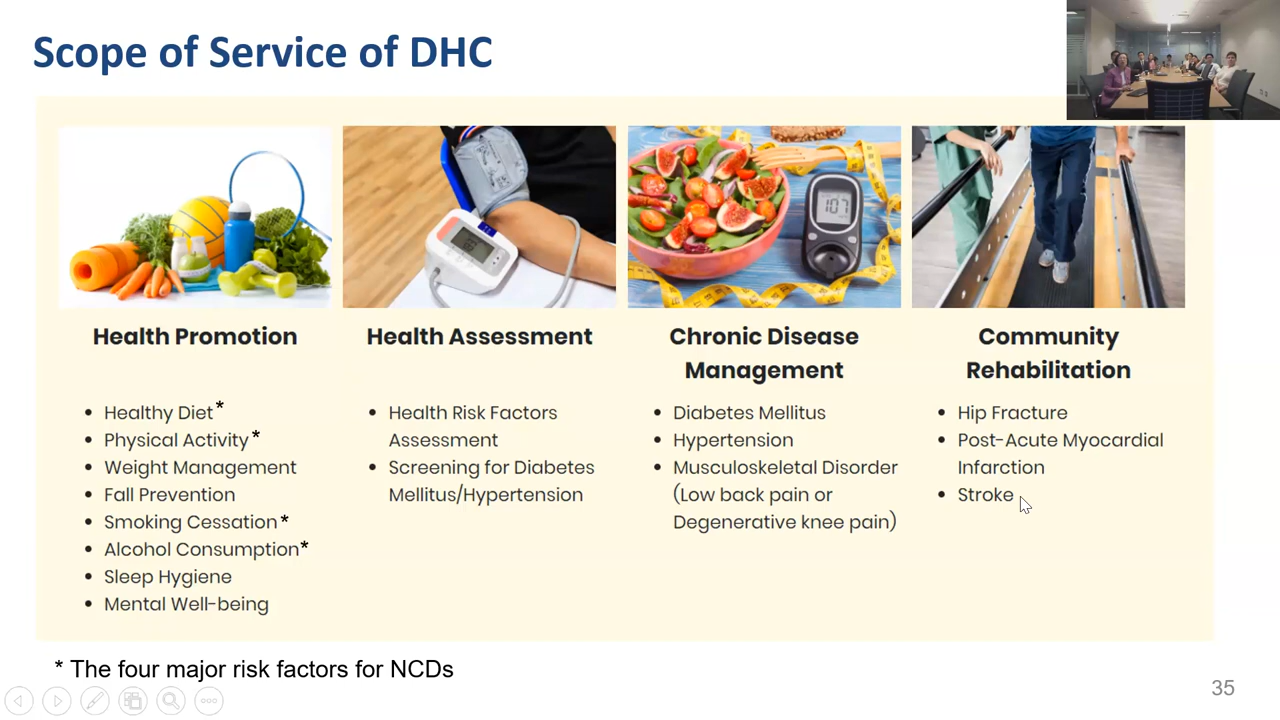 Scope of Service of DHC
107
Health Promotion
• Healthy Diet*
• Physical Activity*
• Weight Management
• Fall Prevention
• Smoking Cessation*
• Alcohol Consumption*
• Sleep Hygiene
• Mental Well-being
Health Assessment
• Health Risk Factors
Assessment
• Screening for Diabetes
Mellitus/Hypertension
Chronic Disease
Management
• Diabetes Mellitus
• Hypertension
• Musculoskeletal Disorder
(Low back pain or
Degenerative knee pain)
Community
Rehabilitation
• Hip Fracture
• Post-Acute Myocardial
Infarction
• Stroke
* The four major risk factors for NCDs
35